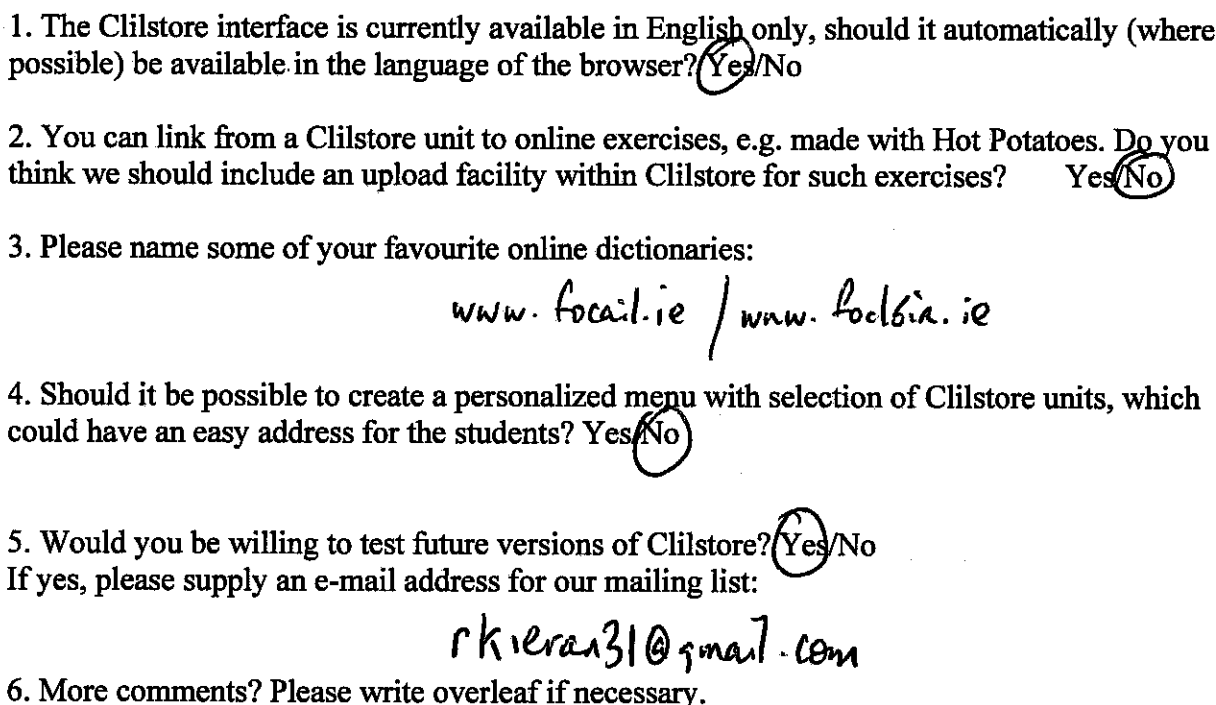 1. The Clilstore interface is currently available in English only, should it automatically (where
possible) be available in the language of the browser? Yes/No
2. You can link from a Clilstore unit to online exercises, e.g. made with Hot Potatoes. Do you
think we should include an upload facility within Clilstore for such exercises? Yes/No
3. Please name some of your favourite online dictionaries:
www.focail.ie / www.foclóir.ie
4. Should it be possible to create a personalized menu with selection of Clilstore units, which
could have an easy address for the students? Yes/No
5. Would you be willing to test future versions of Clilstore? Yes/No
If yes, please supply an e-mail address for our mailing list:
rkieran31@gmail.com
6. More comments? Please write overleaf if necessary.